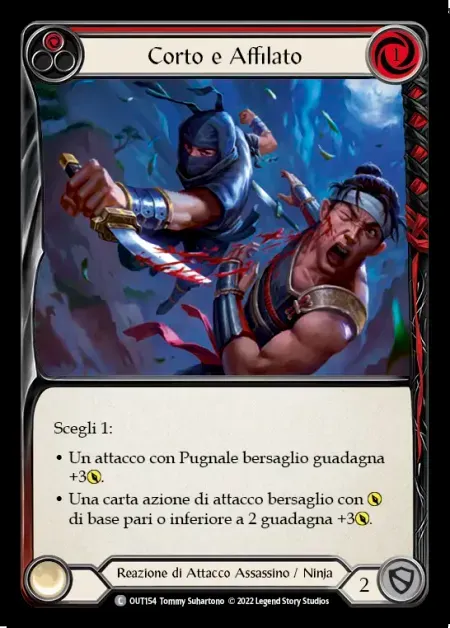 Corto e Affilato
1
Scegli 1:
• Un attacco con Pugnale bersaglio guadagna
+3.
• Una carta azione di attacco bersaglio con
di base pari o inferiore a 2 guadagna +3.
Reazione di Attacco Assassino / Ninja
2
C OUT154 Tommy Suhartono © 2022 Legend Story Studios